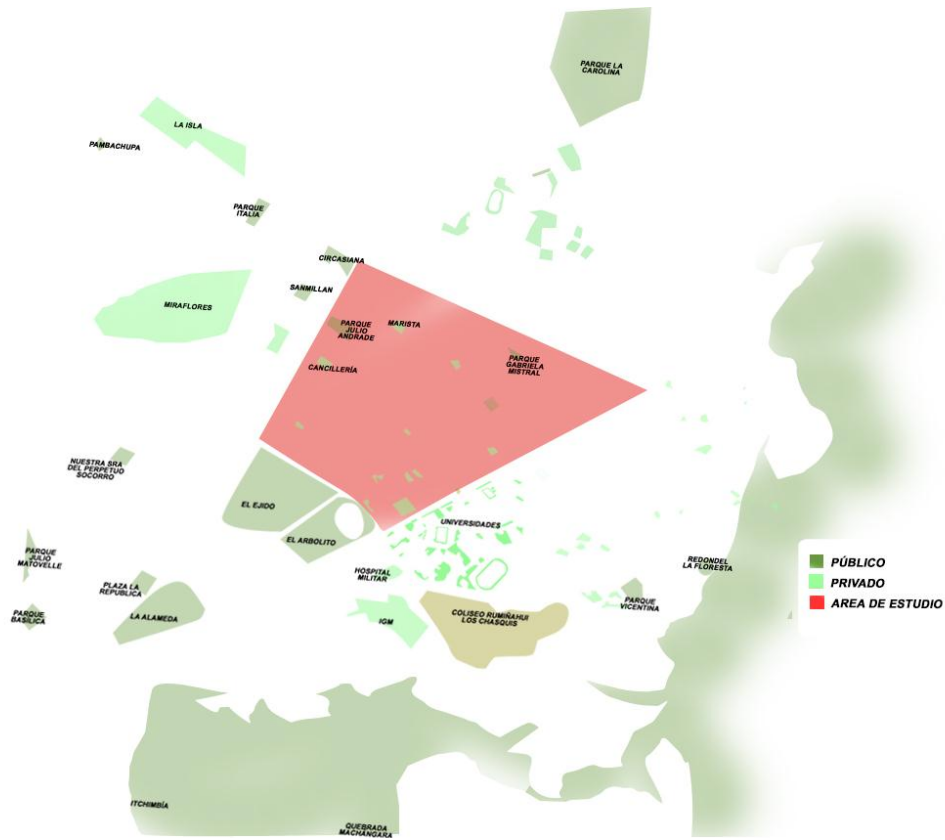 PARQUE LA
CAROLINA
LA ISLA
PAMBACHUPA
PARQUE
ITALIA
CIRCASIANA
SANMILLAN
MIRAFLORES
PARQUE
JULIO
ANDRADE
MARISTA
CANCILLERÍA
PARQUE
GABRIELA
MISTRAL
NUESTRA SRA
DEL PERPETUO
SOCORRO
EL EJIDO
EL ARBOLITO
UNIVERSIDADES
PARQUE
JULIO
MATOVELLE
PLAZA LA
REPUBLICA
HOSPITAL
MILITAR
REDONDEL
LA FLORESTA
PÚBLICO
PRIVADO
AREA DE ESTUDIO
PARQUE
BASÍLICA
LA ALAMEDA
IGM
COLISEO RUMIÑAHUI
LOS CHASQUIS
PARQUE
VICENTINA
ITCHIMBÍA
QUEBRADA
MACHANGARA